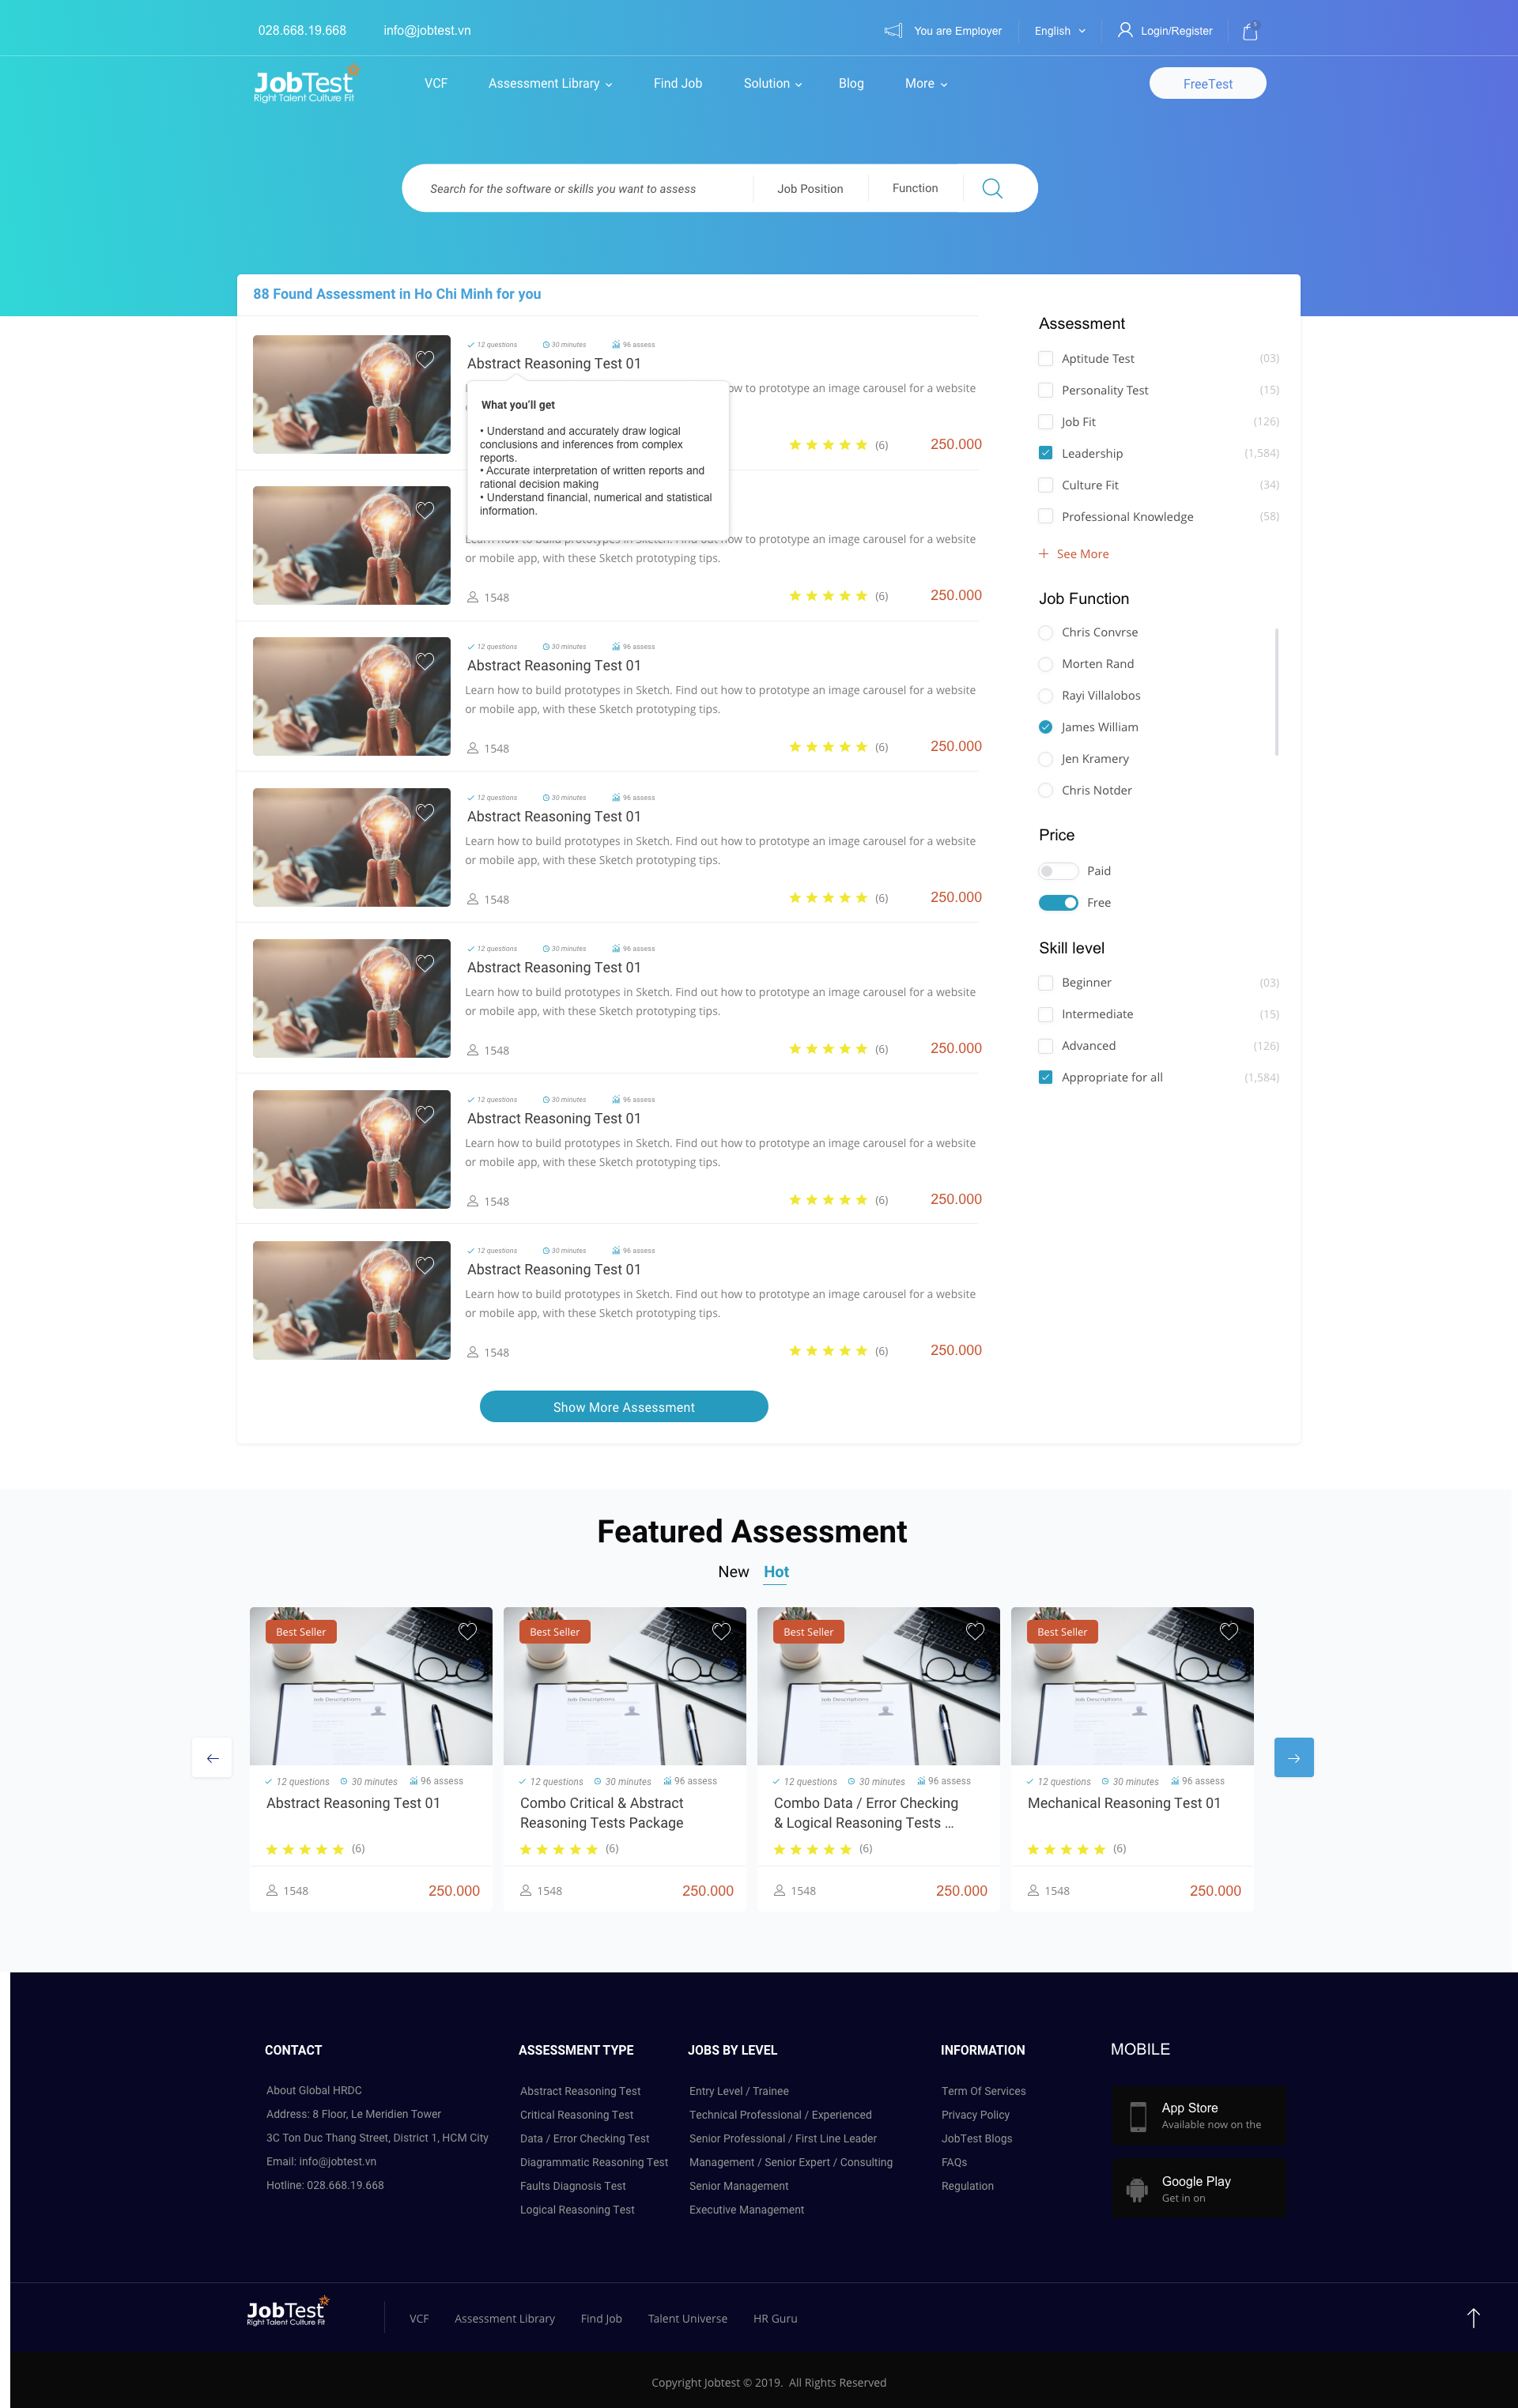 028.668.19.668
info@jobtest.vn
You are Employer
English
Login/Register
5
JobTest
Right Talent Culture Fit
VCF
Assessment Library
Find Job
Solution
Blog
More
FreeTest
Search for the software or skills you want to assess
Job Position
Function
88 Found Assessment in Ho Chi Minh for you
12 questions
30 minutes
96 assess
Abstract Reasoning Test 01
how to prototype an image carousel for a website
(6)
250.000
What you'll get
• Understand and accurately draw logical
conclusions and inferences from complex
reports.
• Accurate interpretation of written reports and
rational decision making
• Understand financial, numerical and statistical
information.
Learn how to build prototypes in Sketch. Find out how to prototype an image carousel for a website
or mobile app, with these Sketch prototyping tips.
1548
(6)
250.000
12 questions
30 minutes
96 assess
Abstract Reasoning Test 01
Learn how to build prototypes in Sketch. Find out how to prototype an image carousel for a website
or mobile app, with these Sketch prototyping tips.
1548
(6)
250.000
12 questions
30 minutes
96 assess
Abstract Reasoning Test 01
Learn how to build prototypes in Sketch. Find out how to prototype an image carousel for a website
or mobile app, with these Sketch prototyping tips.
1548
(6)
250.000
12 questions
30 minutes
96 assess
Abstract Reasoning Test 01
Learn how to build prototypes in Sketch. Find out how to prototype an image carousel for a website
or mobile app, with these Sketch prototyping tips.
1548
(6)
250.000
12 questions
30 minutes
96 assess
Abstract Reasoning Test 01
Learn how to build prototypes in Sketch. Find out how to prototype an image carousel for a website
or mobile app, with these Sketch prototyping tips.
1548
(6)
250.000
12 questions
30 minutes
96 assess
Abstract Reasoning Test 01
Learn how to build prototypes in Sketch. Find out how to prototype an image carousel for a website
or mobile app, with these Sketch prototyping tips.
1548
(6)
250.000
Show More Assessment
Assessment
Aptitude Test (03)
Personality Test (15)
Job Fit (126)
Leadership (1,584)
Culture Fit (34)
Professional Knowledge (58)
See More
Job Function
Chris Convrse
Morten Rand
Rayi Villalobos
James William
Jen Kramery
Chris Notder
Price
Paid
Free
Skill level
Beginner (03)
Intermediate (15)
Advanced (126)
Appropriate for all (1,584)
Featured Assessment
New
Hot
Best Seller
Job Descriptions
12 questions
30 minutes
96 assess
Abstract Reasoning Test 01
(6)
1548
250.000
Best Seller
Job Descriptions
12 questions
30 minutes
96 assess
Combo Critical & Abstract
Reasoning Tests Package
(6)
1548
250.000
Best Seller
Job Descriptions
12 questions
30 minutes
96 assess
Combo Data / Error Checking
& Logical Reasoning Tests ...
(6)
1548
250.000
Best Seller
Job Descriptions
12 questions
30 minutes
96 assess
Mechanical Reasoning Test 01
(6)
1548
250.000
CONTACT
About Global HRDC
Address: 8 Floor, Le Meridien Tower
3C Ton Duc Thang Street, District 1, HCM City
Email: info@jobtest.vn
Hotline: 028.668.19.668
ASSESSMENT TYPE
Abstract Reasoning Test
Critical Reasoning Test
Data / Error Checking Test
Diagrammatic Reasoning Test
Faults Diagnosis Test
Logical Reasoning Test
JOBS BY LEVEL
Entry Level / Trainee
Technical Professional / Experienced
Senior Professional / First Line Leader
Management / Senior Expert / Consulting
Senior Management
Executive Management
INFORMATION
Term Of Services
Privacy Policy
JobTest Blogs
FAQs
Regulation
MOBILE
App Store
Available now on the
Google Play
Get in on
JobTest
Right Talent Culture Fit
VCF
Assessment Library
Find Job
Talent Universe
HR Guru
Copyright Jobtest © 2019. All Rights Reserved